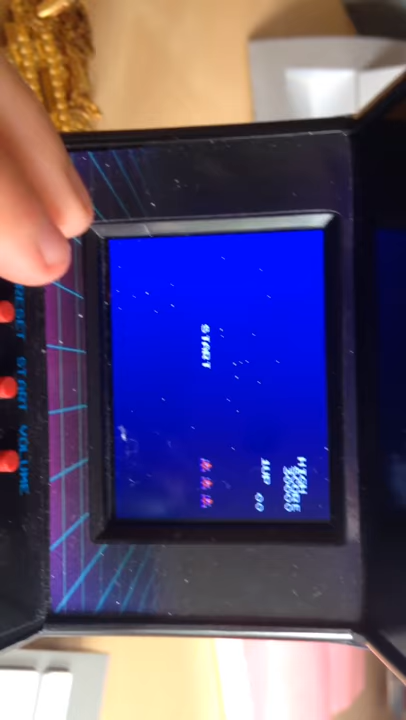 HIGH
SCORE
20000
1UP 00
START
RESET START VOLUME